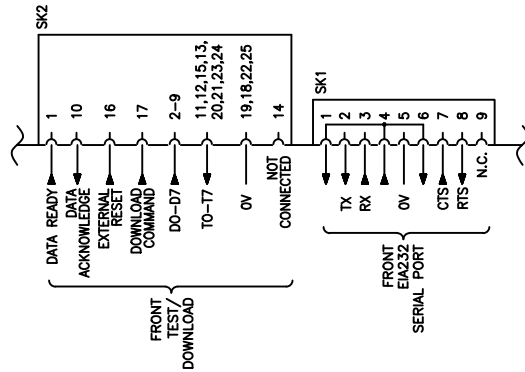 SK2
DATA READY 1
DATA
ACKNOWLEDGE 10
EXTERNAL
RESET 16
DOWNLOAD
COMMAND 17
DO-D7 2-9
TO-T7 11,12,15,13,
20,21,23,24
0V 19,18,22,25
NOT
CONNECTED 14
FRONT
TEST/
DOWNLOAD
SK1
1
TX 2
RX 3
4
0V 5
6
CTS 7
RTS 8
N.C. 9
FRONT
EIA232
SERIAL PORT